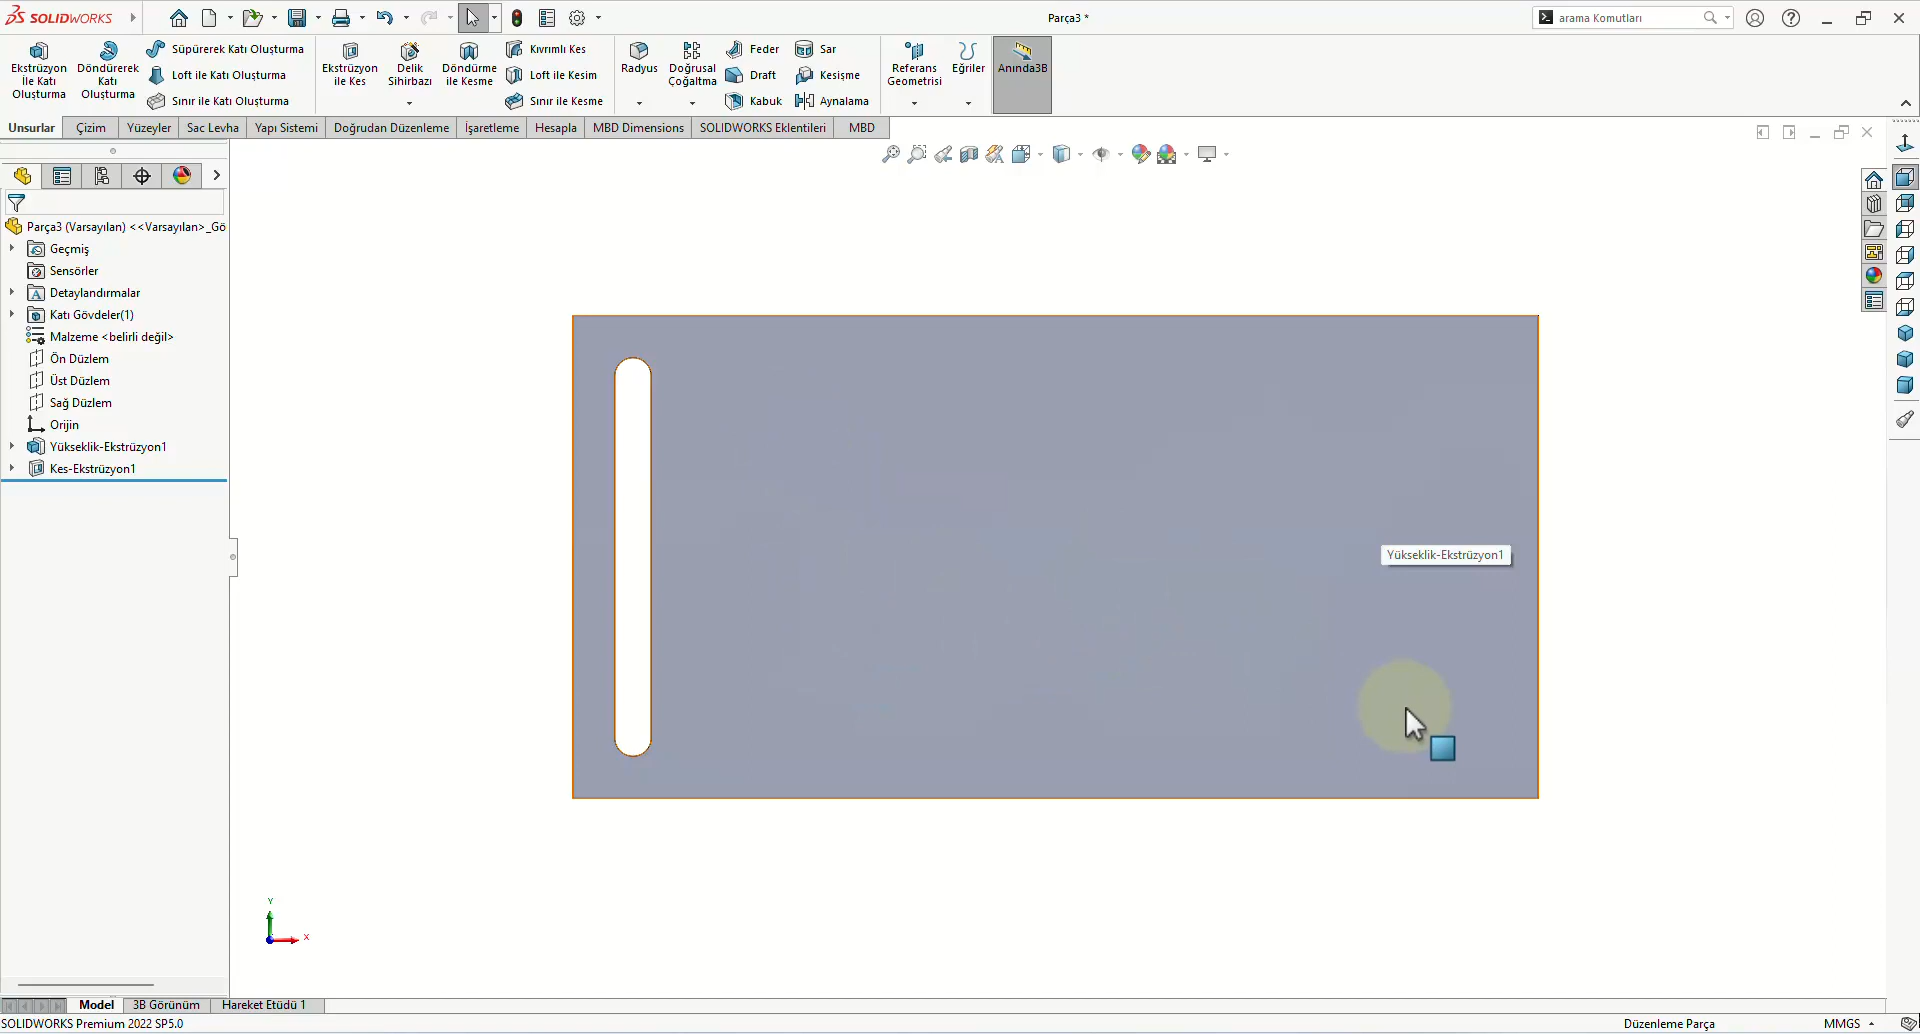 SOLIDWORKS
Parça3 *
arama Komutları
Ekstrüzyon İle Katı Oluşturma
Döndürerek Katı Oluşturma
Süpürerek Katı Oluşturma
Loft ile Katı Oluşturma
Sınır ile Katı Oluşturma
Ekstrüzyon ile Kes
Delik Sihirbazı
Döndürme ile Kesme
Kıvrımlı Kes
Loft ile Kesim
Sınır ile Kesme
Radyus
Doğrusal Çoğaltma
Feder
Draft
Kabuk
Sar
Kesişme
Aynalama
Referans Geometrisi
Eğriler
Anında3B
Unsurlar
Çizim
Yüzeyler
Sac Levha
Yapı Sistemi
Doğrudan Düzenleme
İşaretleme
Hesapla
MBD Dimensions
SOLIDWORKS Eklentileri
MBD
Parça3 (Varsayılan) <<Varsayılan>_Gö
Geçmiş
Sensörler
Detaylandırmalar
Katı Gövdeler(1)
Malzeme <belirli değil>
Ön Düzlem
Üst Düzlem
Sağ Düzlem
Orijin
Yükseklik-Ekstrüzyon1
Kes-Ekstrüzyon1
Yükseklik-Ekstrüzyon1
Y
X
Model
3B Görünüm
Hareket Etüdü 1
SOLIDWORKS Premium 2022 SP5.0
Düzenleme Parça
MMGS